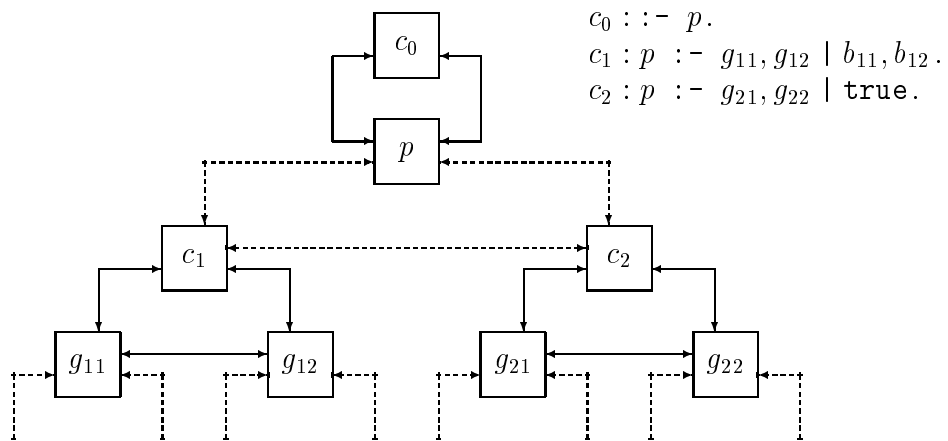 c₀ : :- p.
c₁ : p :- g₁₁, g₁₂ | b₁₁, b₁₂.
c₂ : p :- g₂₁, g₂₂ | true.
c₀
p
c₁ c₂
g₁₁ g₁₂ g₂₁ g₂₂